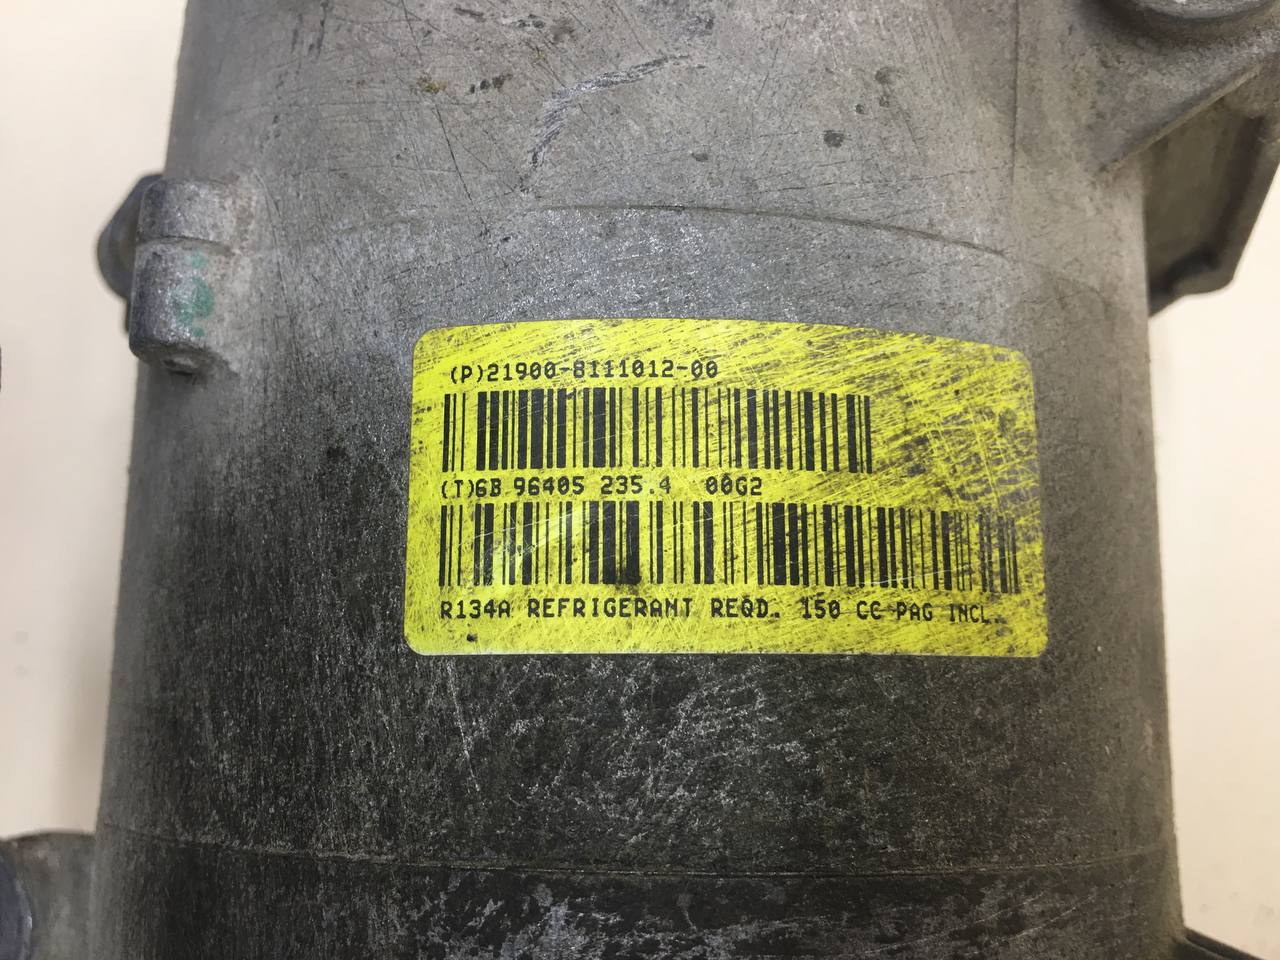 (P)21900-8111012-00
(T)6B 96405 235.4 00G2
R134A REFRIGERANT REQD. 150 CC PAG INCL.